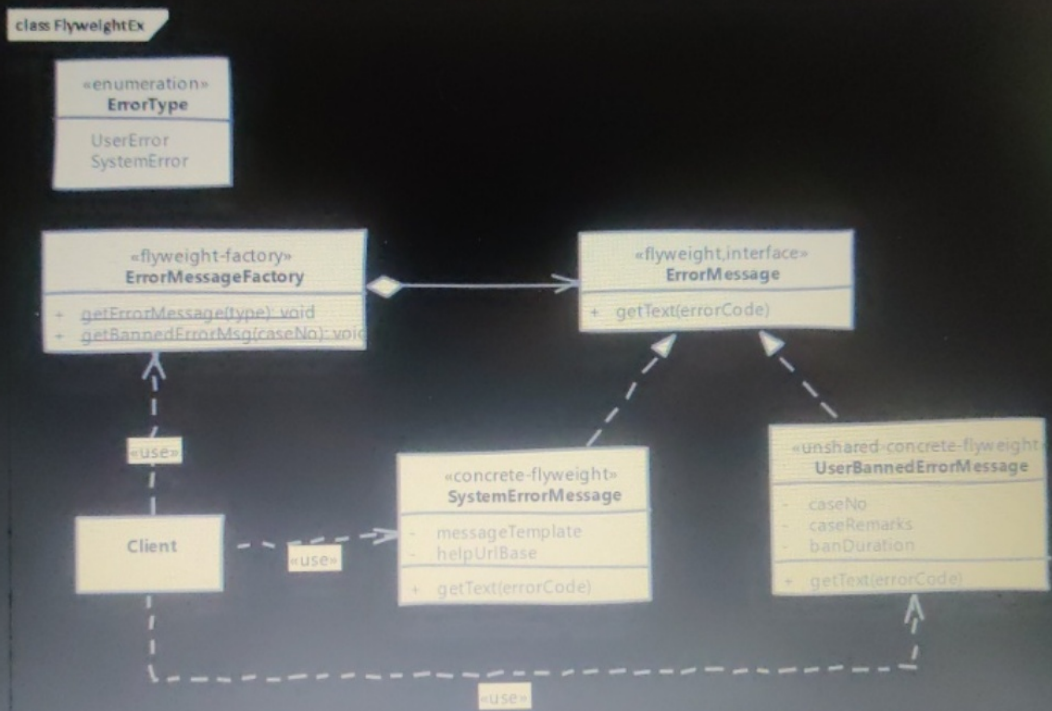 class FlyweightEx
«enumeration»
ErrorType
UserError
SystemError
«flyweight-factory»
ErrorMessageFactory
+ getErrorMessage(type): void
+ getBannedErrorMsg(caseNo): void
«flyweight,interface»
ErrorMessage
+ getText(errorCode)
«use»
Client
«use»
«concrete-flyweight»
SystemErrorMessage
- messageTemplate
- helpUrlBase
+ getText(errorCode)
«unshared-concrete-flyweight
UserBannedErrorMessage
- caseNo
- caseRemarks
- banDuration
+ getText(errorCode)
«use»